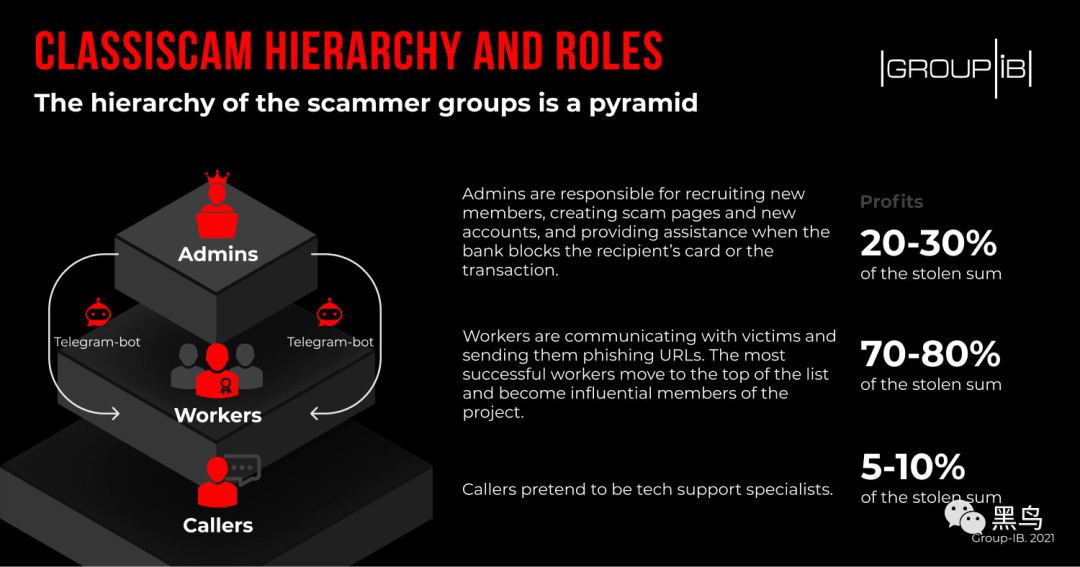 CLASSISCAM HIERARCHY AND ROLES
The hierarchy of the scammer groups is a pyramid
GROUP|iB
Admins
Telegram-bot
Telegram-bot
Workers
Callers
Admins are responsible for recruiting new
members, creating scam pages and new
accounts, and providing assistance when the
bank blocks the recipient’s card or the
transaction.
Profits
20-30%
of the stolen sum
Workers are communicating with victims and
sending them phishing URLs. The most
successful workers move to the top of the list
and become influential members of the
project.
70-80%
of the stolen sum
Callers pretend to be tech support specialists.
5-10%
of the stolen sum
黑鸟
Group-IB. 2021